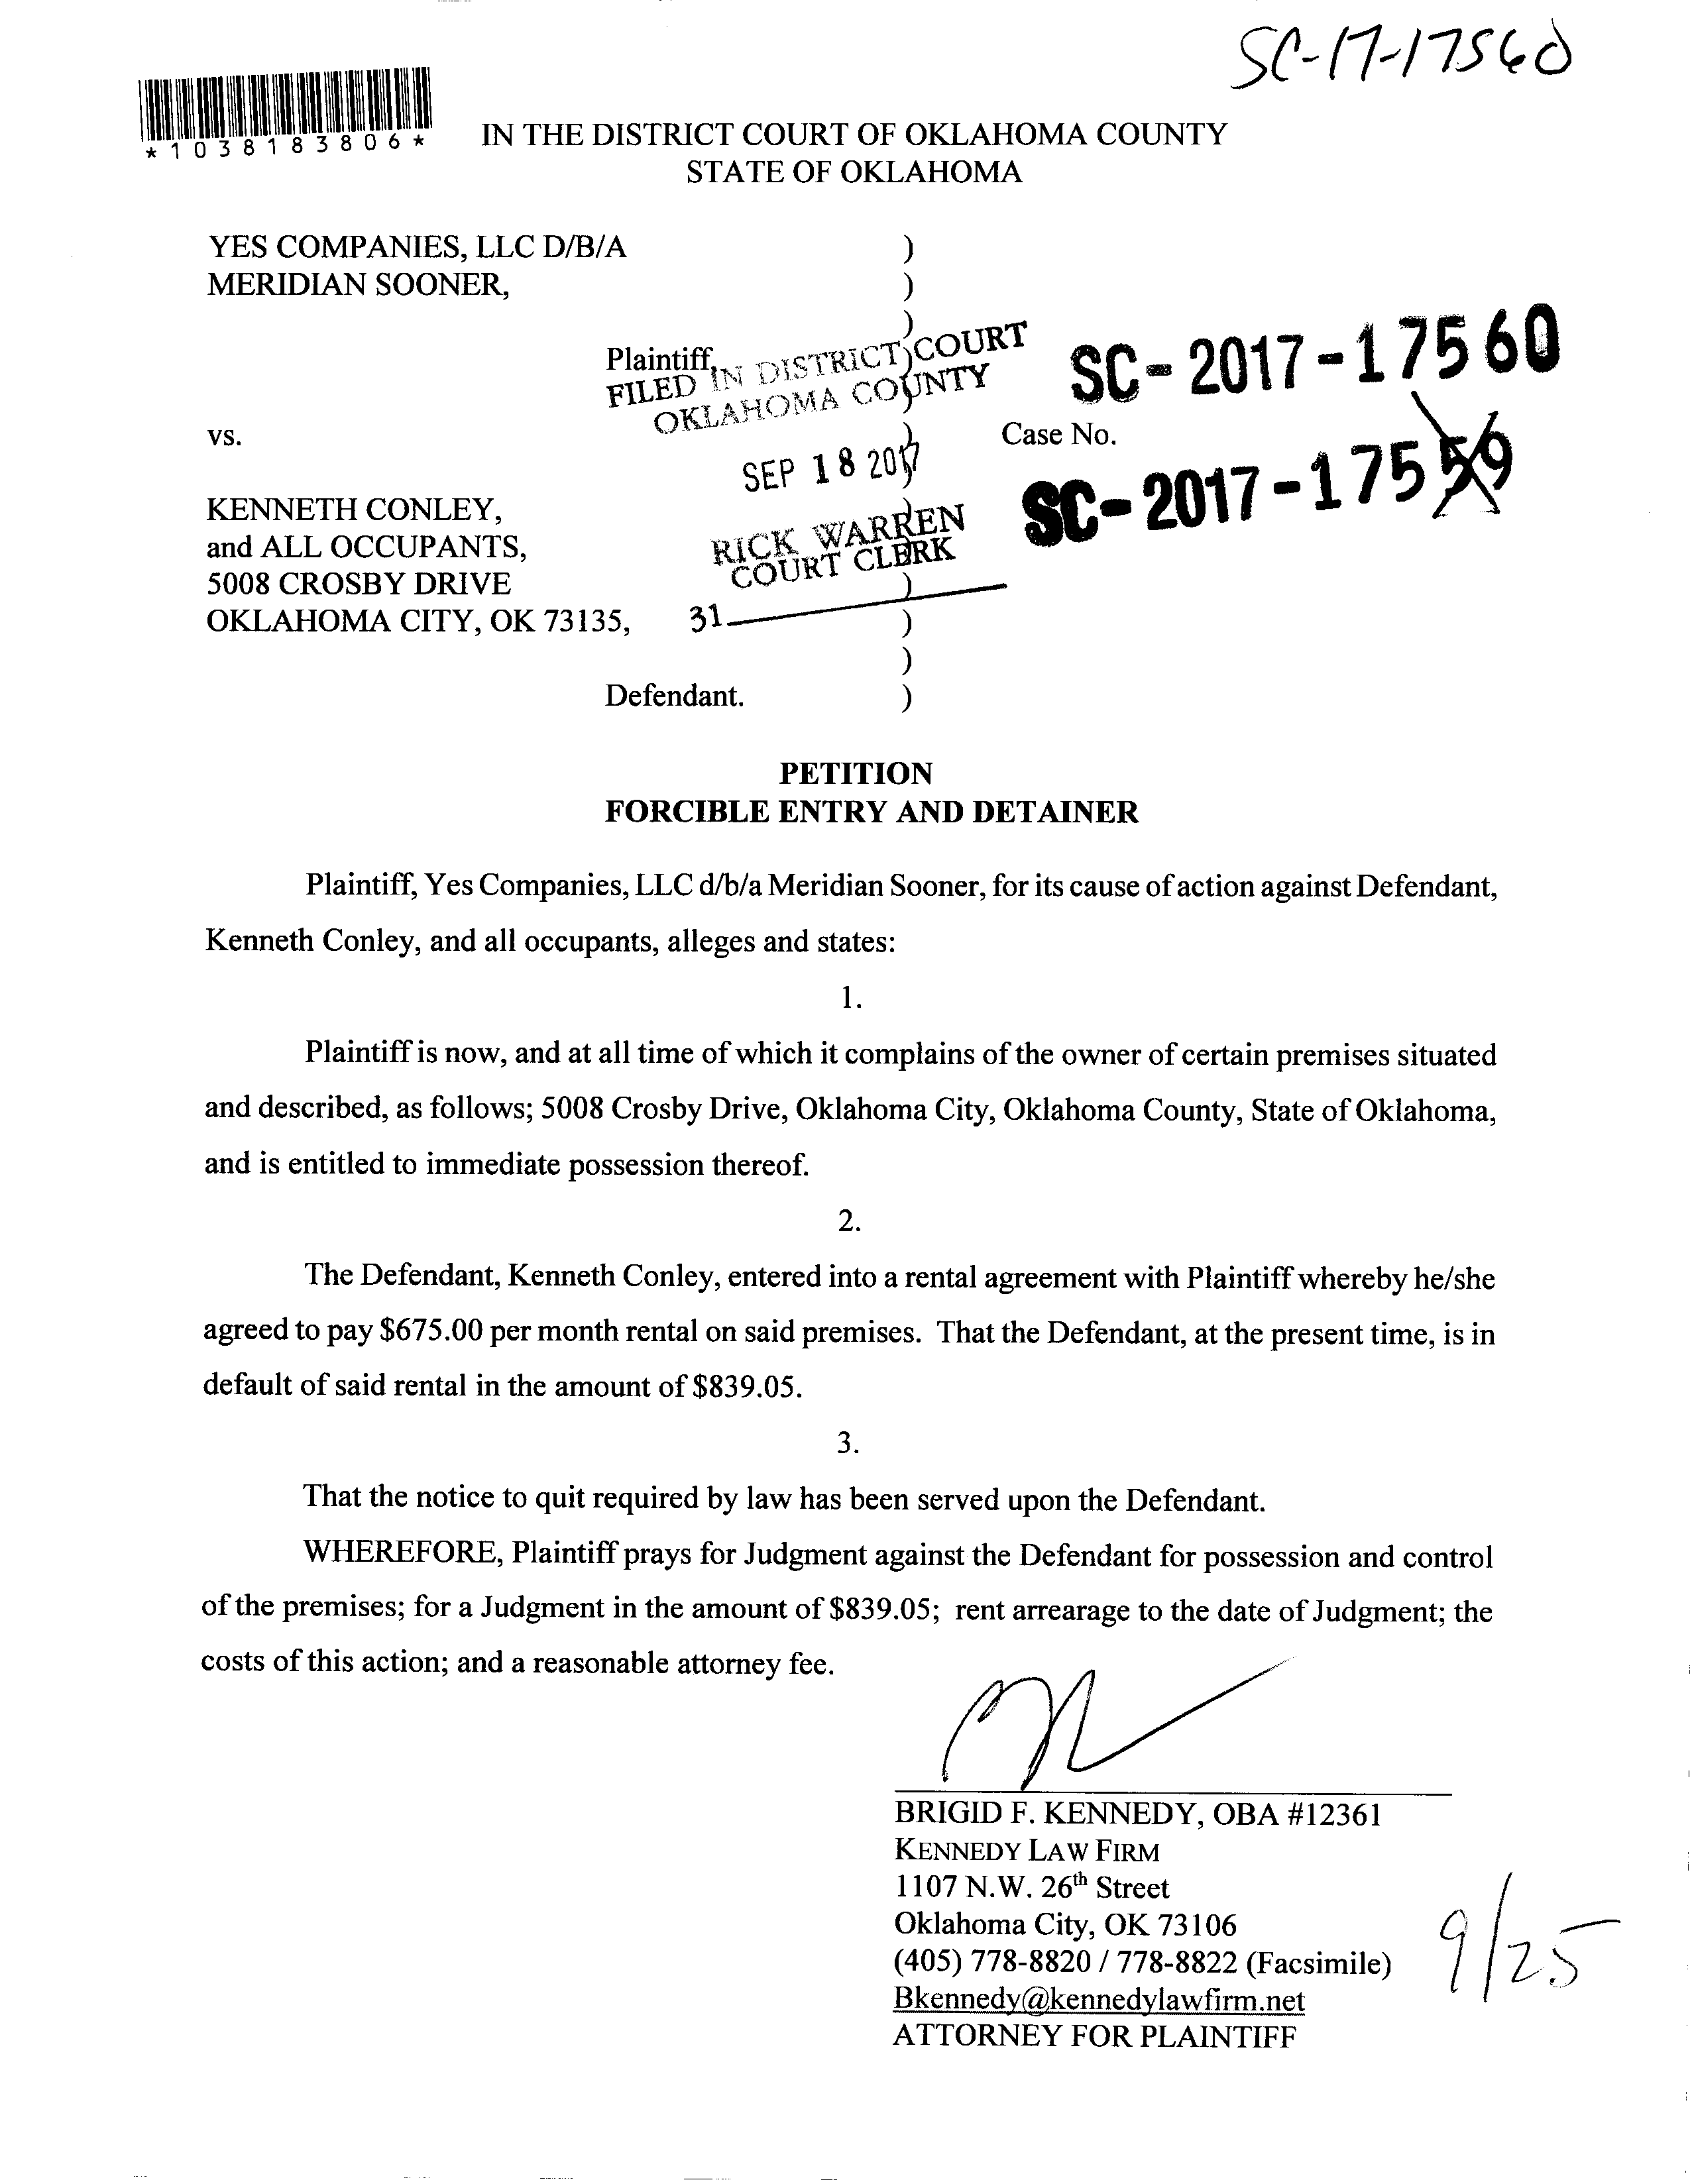 SC-17-17560
*1038183806*
IN THE DISTRICT COURT OF OKLAHOMA COUNTY
STATE OF OKLAHOMA
YES COMPANIES, LLC D/B/A )
MERIDIAN SOONER, )
)
Plaintiff,
FILED IN DISTRICT COURT
OKLAHOMA COUNTY
SC-2017-17560
vs. ) Case No.
SEP 18 2017
SC-2017-17559
KENNETH CONLEY, )
and ALL OCCUPANTS,
RICK WARREN
COURT CLERK
5008 CROSBY DRIVE )
OKLAHOMA CITY, OK 73135, )
31
)
Defendant. )
PETITION
FORCIBLE ENTRY AND DETAINER
Plaintiff, Yes Companies, LLC d/b/a Meridian Sooner, for its cause of action against Defendant,
Kenneth Conley, and all occupants, alleges and states:
1.
Plaintiff is now, and at all time of which it complains of the owner of certain premises situated
and described, as follows; 5008 Crosby Drive, Oklahoma City, Oklahoma County, State of Oklahoma,
and is entitled to immediate possession thereof.
2.
The Defendant, Kenneth Conley, entered into a rental agreement with Plaintiff whereby he/she
agreed to pay $675.00 per month rental on said premises. That the Defendant, at the present time, is in
default of said rental in the amount of $839.05.
3.
That the notice to quit required by law has been served upon the Defendant.
WHEREFORE, Plaintiff prays for Judgment against the Defendant for possession and control
of the premises; for a Judgment in the amount of $839.05; rent arrearage to the date of Judgment; the
costs of this action; and a reasonable attorney fee.
BRIGID F. KENNEDY, OBA #12361
KENNEDY LAW FIRM
1107 N.W. 26th Street
Oklahoma City, OK 73106
(405) 778-8820 / 778-8822 (Facsimile)
Bkennedy@kennedylawfirm.net
ATTORNEY FOR PLAINTIFF
9/25